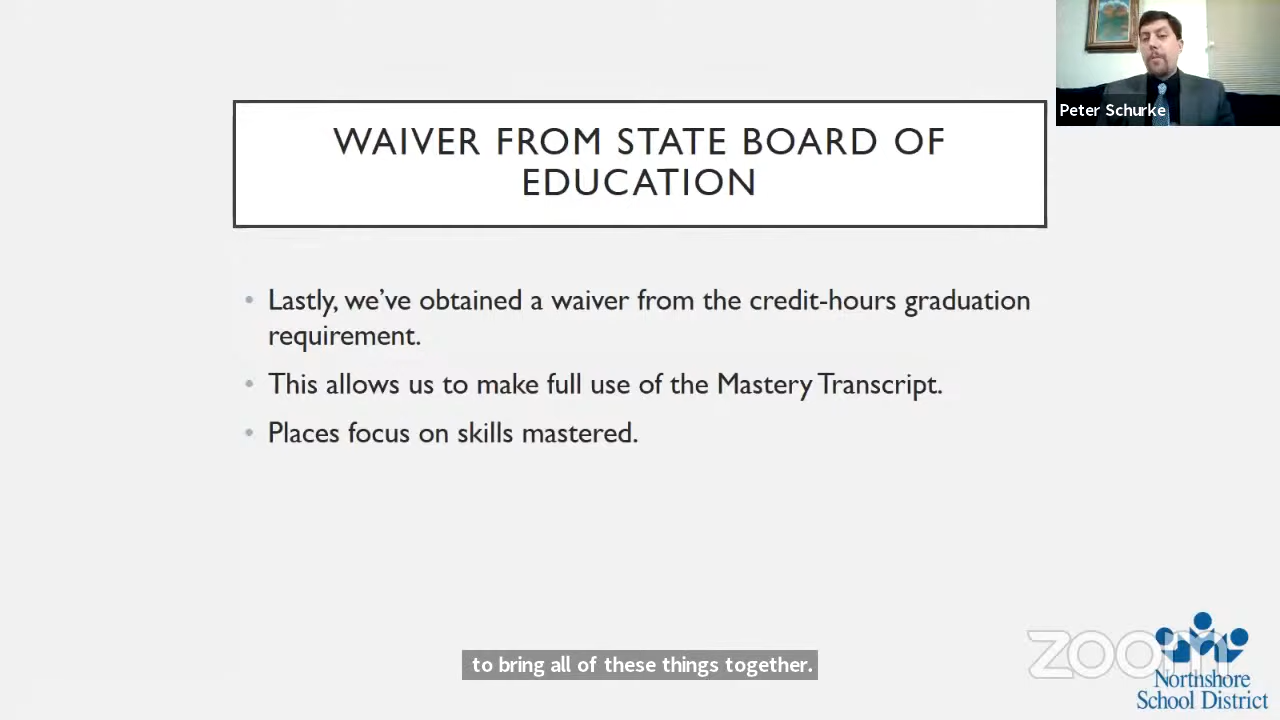 Peter Schurke
WAIVER FROM STATE BOARD OF
EDUCATION
• Lastly, we’ve obtained a waiver from the credit-hours graduation
requirement.
• This allows us to make full use of the Mastery Transcript.
• Places focus on skills mastered.
to bring all of these things together.
zoom
Northshore
School District